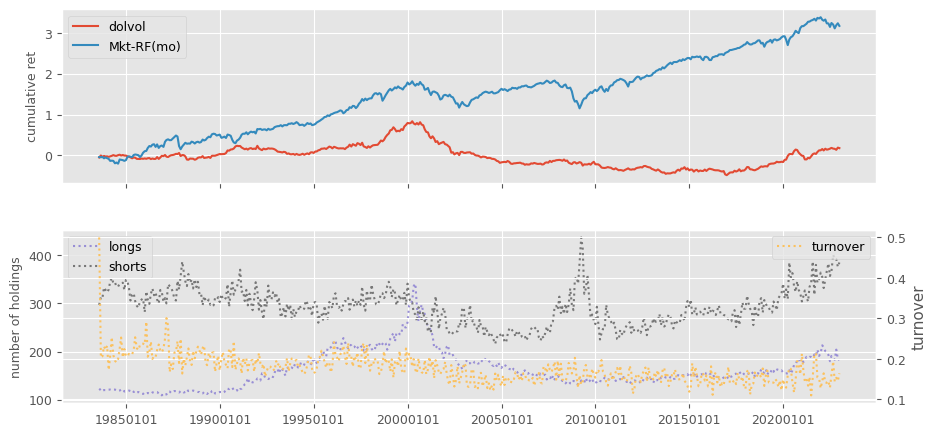 dolvol
Mkt-RF(mo)
cumulative ret
3
2
1
0
longs
shorts
turnover
number of holdings
400
300
200
100
0.5
0.4
0.3
0.2
0.1
turnover
19850101 19900101 19950101 20000101 20050101 20100101 20150101 20200101